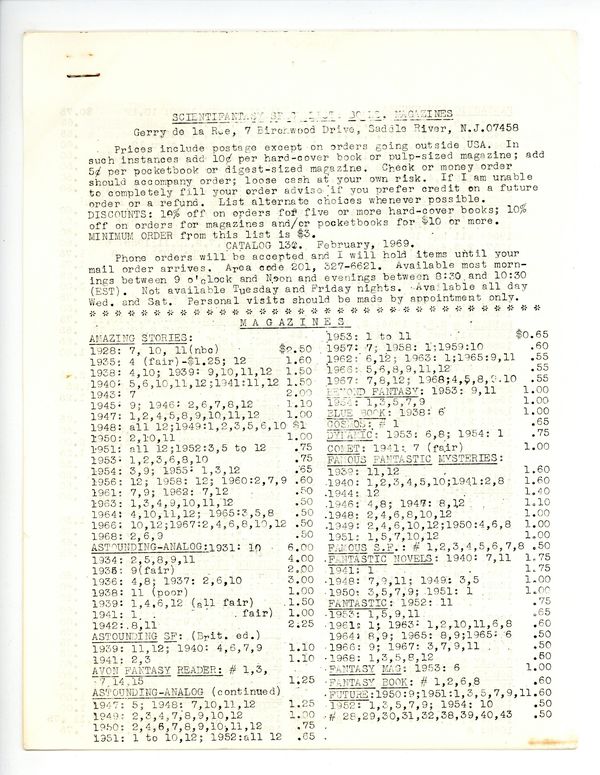 SCIENTIFANTASY MAGAZINES
Gerry de la Ree, 7 Birchwood Drive, Saddle River, N.J.07458
Prices include postage except on orders going outside USA. In
such instances add 10¢ per hard-cover book or pulp-sized magazine; add
5¢ per pocketbook or digest-sized magazine. Check or money order
should accompany order; loose cash at your own risk. If I am unable
to completely fill your order advise if you prefer credit on a future
order or a refund. List alternate choices whenever possible.
DISCOUNTS: 10% off on orders for five or more hard-cover books; 10%
off on orders for magazines and/or pocketbooks for $10 or more.
MINIMUM ORDER from this list is $3.
CATALOG 132. February, 1969.
Phone orders will be accepted and I will hold items until your
mail order arrives. Area code 201, 327-6621. Available most morn-
ings between 9 o'clock and Noon and evenings between 8:30 and 10:30
(EST). Not available Tuesday and Friday nights. Available all day
Wed. and Sat. Personal visits should be made by appointment only.
* * * * * * * * * * * * * * * * * * * * * * * * * * * * * *
M A G A Z I N E S
AMAZING STORIES:
1928: 7, 10, 11(nbc) $2.50
1935: 4 (fair)-$1.25; 12 1.60
1938: 4,10; 1939: 9,10,11,12 1.50
1940: 5,6,10,11,12;1941:11,12 1.50
1943: 7 2.00
1945: 9; 1946: 2,6,7,8,12 1.10
1947: 1,2,4,5,8,9,10,11,12 1.00
1948: all 12;1949:1,2,3,5,6,10 $1
1950: 2,10,11 1.00
1951: all 12;1952:3,5 to 12 .75
1953: 1,2,3,6,8,10 .75
1954: 3,9; 1955: 1,3,12 .65
1956: 12; 1958: 12; 1960:2,7,9 .60
1961: 7,9; 1962: 7,12 .50
1963: 1,3,4,9,10,11,12 .50
1964: 4,10,11,12; 1965:3,5,8 .50
1966: 10,12;1967:2,4,6,8,10,12 .50
1968: 2,6,9 .50
ASTOUNDING-ANALOG:1931: 10 6.00
1934: 2,5,8,9,11 4.00
1935: 9(fair) 2.00
1936: 4,8; 1937: 2,6,10 3.00
1938: 11 (poor) 1.00
1939: 1,4,6,12 (all fair) 1.50
1941: 1 fair) 1.00
1942: 8,11 2.25
ASTOUNDING SF: (Brit. ed.)
1939: 11,12; 1940: 4,6,7,9 1.10
1941: 2,3 1.10
AVON FANTASY READER: # 1,3,
7,14,15 1.25
ASTOUNDING-ANALOG (continued)
1947: 5; 1948: 7,10,11,12 1.25
1949: 2,3,4,7,8,9,10,12 1.00
1950: 2,4,6,7,8,9,10,11,12 .75
1951: 1 to 10,12; 1952:all 12 .65
1953: 1 to 11 $0.65
1957: 7; 1958: 1;1959:10 .60
1962: 6,12; 1963: 1;1965:9,11 .55
1966: 5,6,8,9,11,12 .55
1967: 7,8,12; 1968;4,5,8,9,10 .55
BEYOND FANTASY: 1953: 9,11 1.00
1954: 1,3,5,7,9 1.00
BLUE BOOK: 1938: 6 1.00
COSMOS: # 1 .65
DYNAMIC: 1953: 6,8; 1954: 1 .75
COMET: 1941: 7 (fair) 1.00
FAMOUS FANTASTIC MYSTERIES:
1939: 11,12 1.60
1940: 1,2,3,4,5,10;1941:2,8 1.60
1944: 12 1.40
1946: 4,8; 1947: 8,12 1.10
1948: 2,4,6,8,10,12 1.00
1949: 2,4,6,10,12;1950:4,6,8 1.00
1951: 1,5,7,10,12 1.00
FAMOUS S.F.: # 1,2,3,4,5,6,7,8 .50
FANTASTIC NOVELS: 1940: 7,11 1.75
1941: 1 1.75
1948: 7,9,11; 1949: 3,5 1.00
1950: 3,5,7,9; 1951: 1 1.00
FANTASTIC: 1952: 11 .75
1953: 1,5,9,11 .65
1961: 1; 1963: 1,2,10,11,6,8 .60
1964: 8,9; 1965: 8,9;1965: 6 .50
1966: 9; 1967: 3,7,9,11 .50
1968: 1,3,5,8,12 .50
FANTASY MAG: 1953: 6 1.00
FANTASY BOOK: # 1,2,6,8 .60
FUTURE:1950:9;1951:1,3,5,7,9,11.60
1952: 1,3,5,7,9; 1954: 10 .50
# 28,29,30,31,32,38,39,40,43 .50